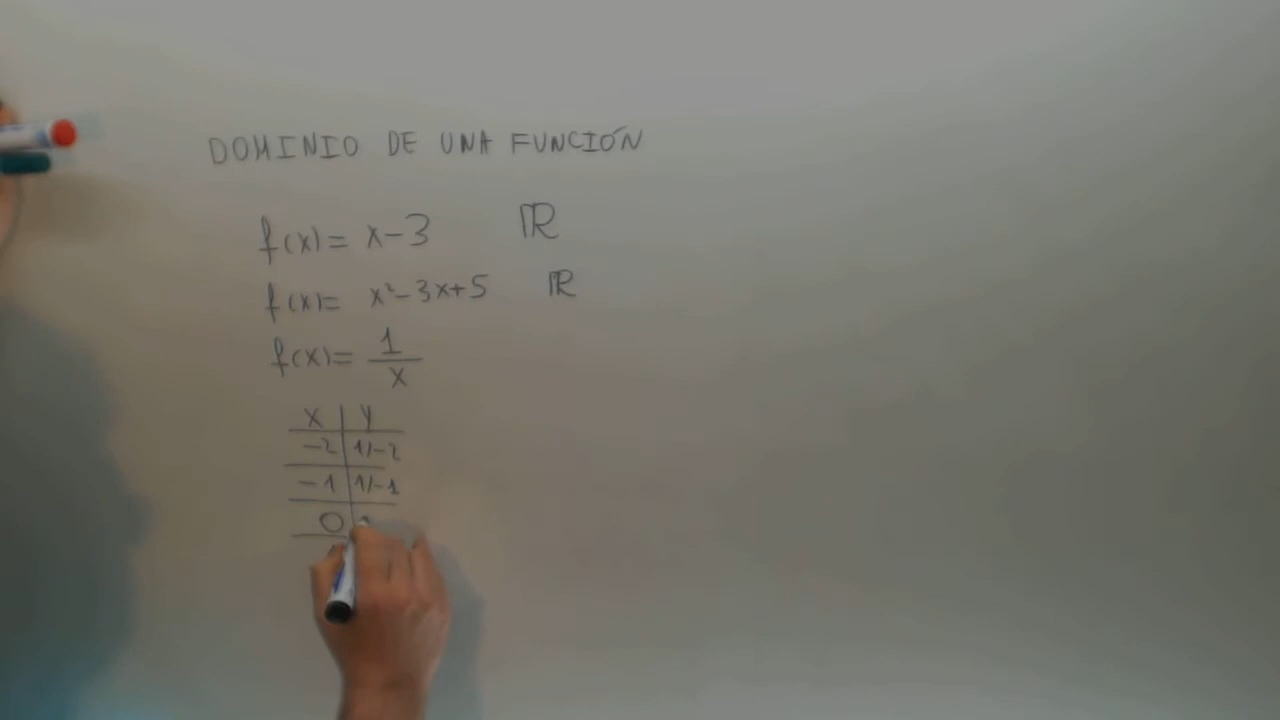 DOMINIO DE UNA FUNCIÓN
f(x)= x-3 ℝ
f(x)= x²-3x+5 ℝ
f(x)= 1/x
x | y
-2 | 1/-2
-1 | 1/-1
0 |